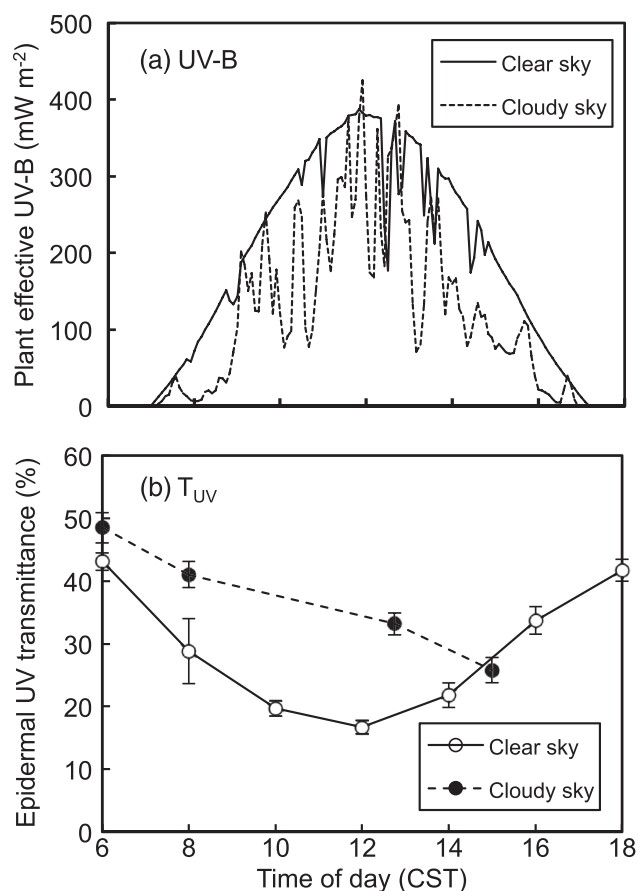 500
400
300
200
100
0
Plant effective UV-B (mW m⁻²)
(a) UV-B
Clear sky
Cloudy sky
60
50
40
30
20
10
0
Epidermal UV transmittance (%)
(b) T_UV
Clear sky
Cloudy sky
6 8 10 12 14 16 18
Time of day (CST)